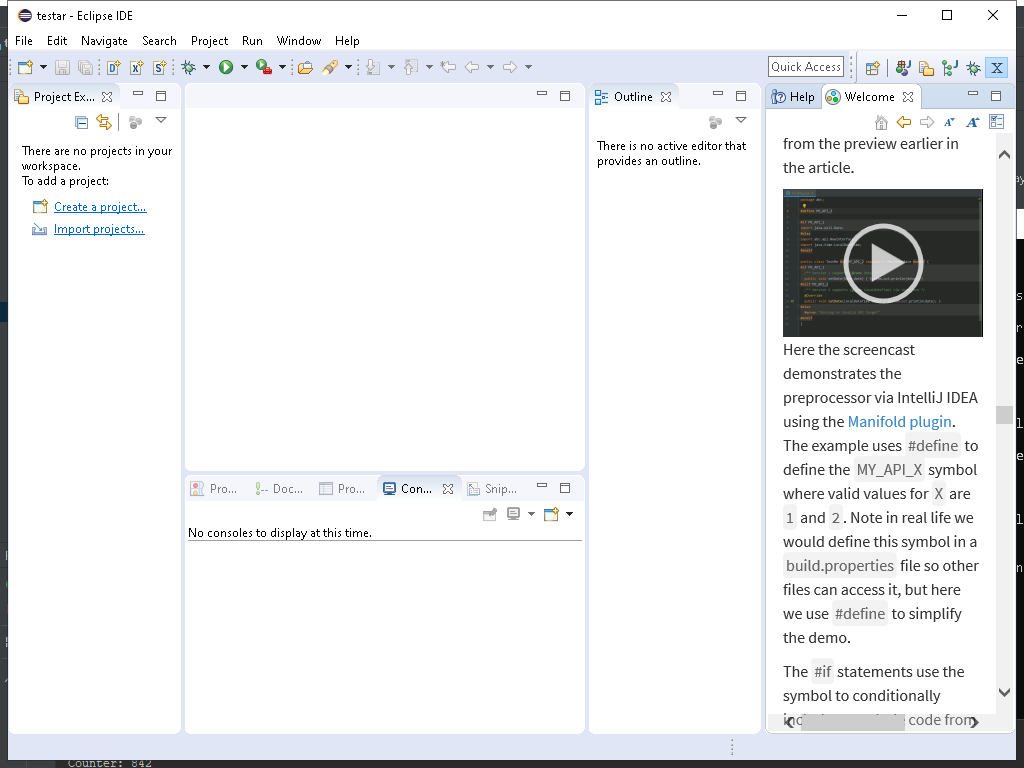 testar - Eclipse IDE
File Edit Navigate Search Project Run Window Help
Quick Access
Project Ex...
There are no projects in your
workspace.
To add a project:
Create a project...
Import projects...
Outline
There is no active editor that
provides an outline.
Pro...
Doc...
Pro...
Con...
Snip...
No consoles to display at this time.
Help
Welcome
from the preview earlier in
the article.
Here the screencast
demonstrates the
preprocessor via IntelliJ IDEA
using the Manifold plugin.
The example uses #define to
define the MY_API_X symbol
where valid values for X are
1 and 2. Note in real life we
would define this symbol in a
build.properties file so other
files can access it, but here
we use #define to simplify
the demo.
The #if statements use the
symbol to conditionally
code from
Counter: 842